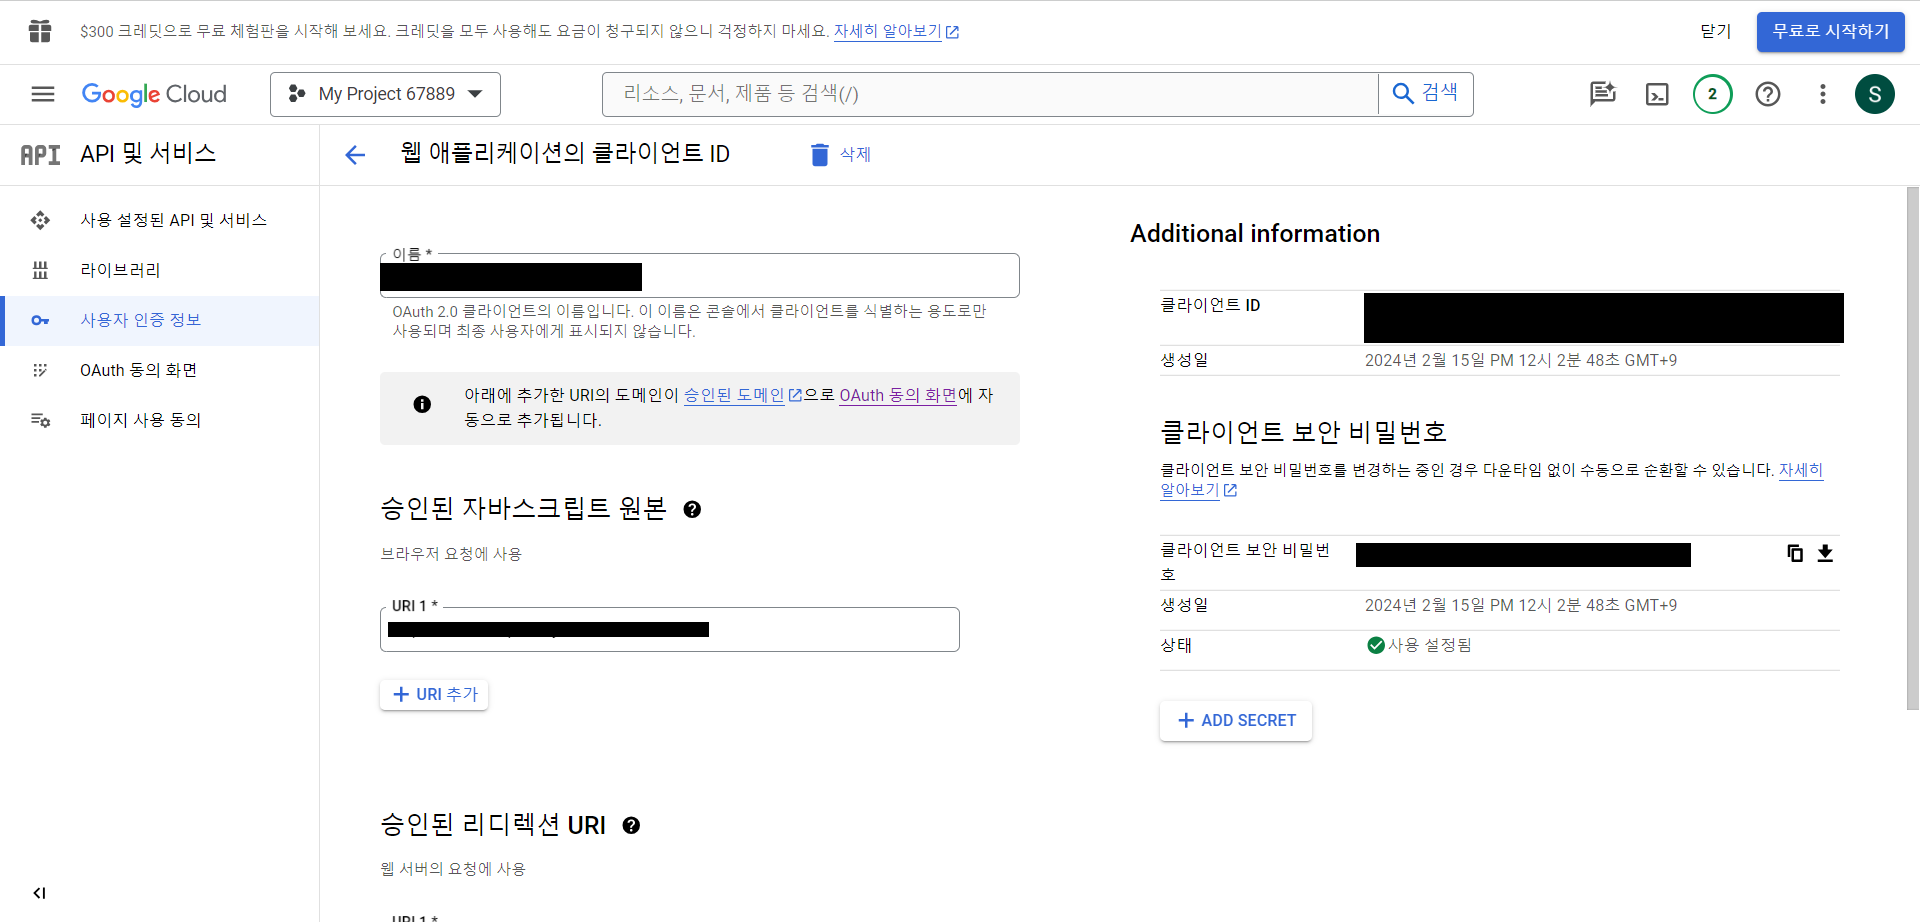 $300 크레딧으로 무료 체험판을 시작해 보세요. 크레딧을 모두 사용해도 요금이 청구되지 않으니 걱정하지 마세요. 자세히 알아보기
닫기
무료로 시작하기
Google Cloud
My Project 67889
리소스, 문서, 제품 등 검색(/)
검색
2
S
API
API 및 서비스
웹 애플리케이션의 클라이언트 ID
삭제
사용 설정된 API 및 서비스
라이브러리
사용자 인증 정보
OAuth 동의 화면
페이지 사용 동의
이름 *
OAuth 2.0 클라이언트의 이름입니다. 이 이름은 콘솔에서 클라이언트를 식별하는 용도로만
사용되며 최종 사용자에게 표시되지 않습니다.
아래에 추가한 URI의 도메인이 승인된 도메인으로 OAuth 동의 화면에 자
동으로 추가됩니다.
승인된 자바스크립트 원본
브라우저 요청에 사용
URI 1 *
URI 추가
승인된 리디렉션 URI
웹 서버의 요청에 사용
URI 1 *
Additional information
클라이언트 ID
생성일
2024년 2월 15일 PM 12시 2분 48초 GMT+9
클라이언트 보안 비밀번호
클라이언트 보안 비밀번호를 변경하는 중인 경우 다운타임 없이 수동으로 순환할 수 있습니다. 자세히
알아보기
클라이언트 보안 비밀번
호
생성일
2024년 2월 15일 PM 12시 2분 48초 GMT+9
상태
사용 설정됨
ADD SECRET